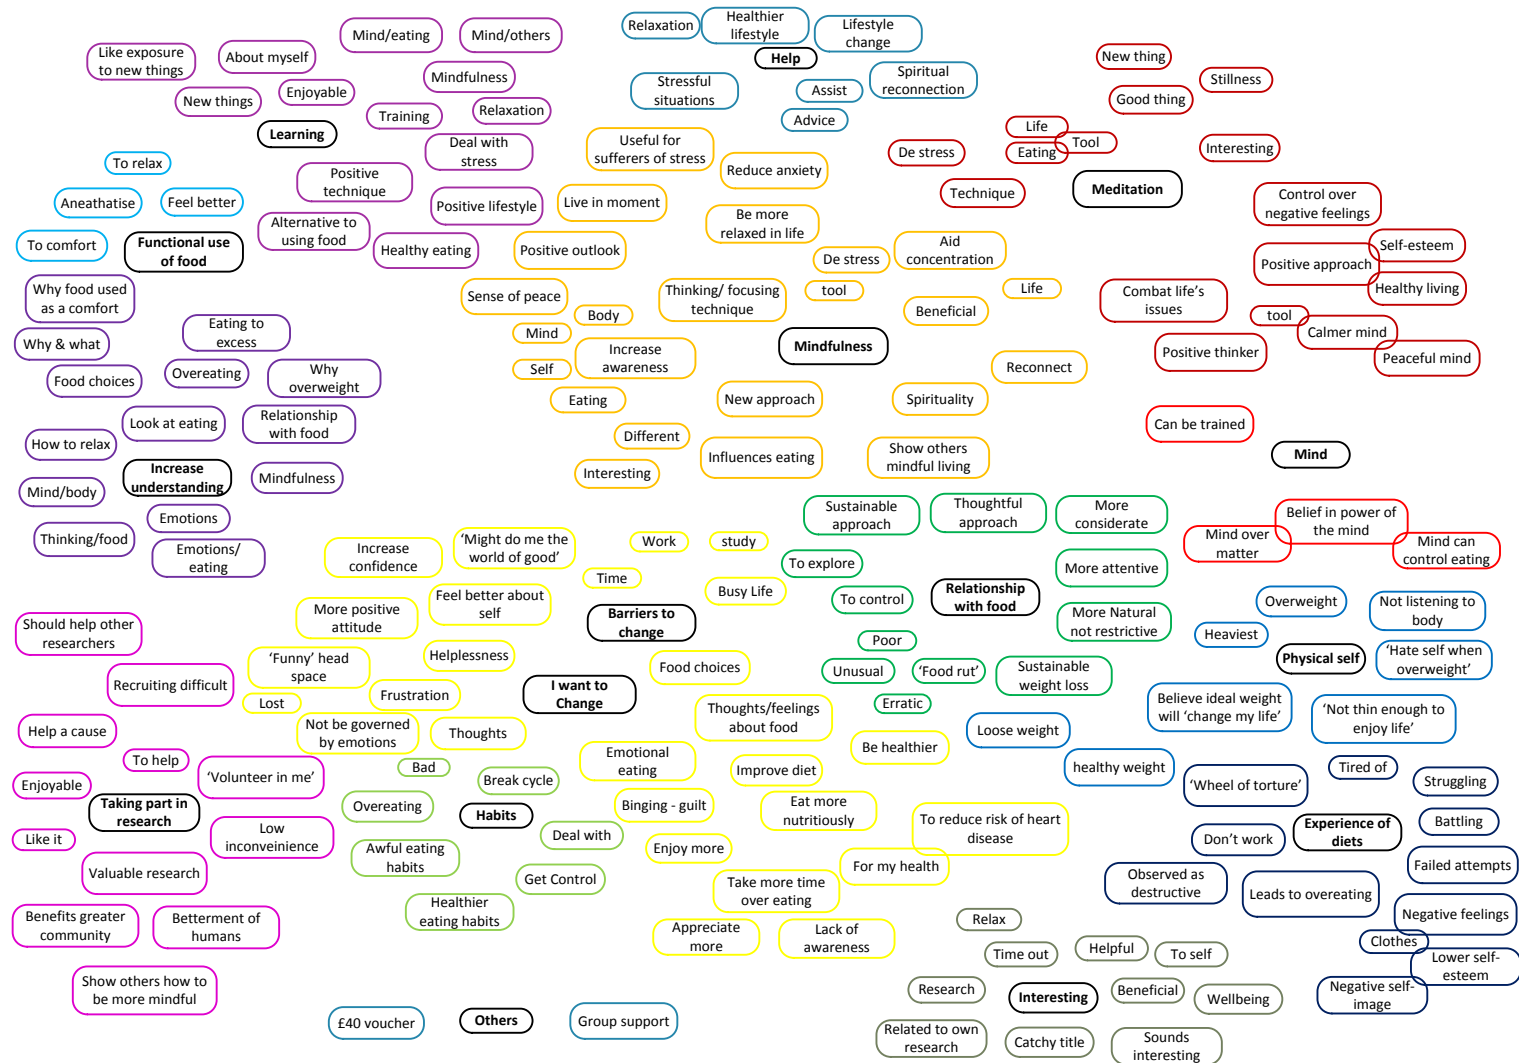 Like exposure
to new things
About myself
Mind/eating
Mind/others
New things
Enjoyable
Mindfulness
Training
Relaxation
Learning
Deal with
stress
Positive
technique
Positive lifestyle
Alternative to
using food
Healthy eating
To relax
Aneathatise
Feel better
To comfort
Functional use
of food
Why food used
as a comfort
Why & what
Eating to
excess
Food choices
Overeating
Why
overweight
Look at eating
Relationship
with food
How to relax
Increase
understanding
Mindfulness
Mind/body
Emotions
Thinking/food
Emotions/
eating
Relaxation
Healthier
lifestyle
Lifestyle
change
Help
Stressful
situations
Assist
Spiritual
reconnection
Advice
Useful for
sufferers of stress
Reduce anxiety
Live in moment
Be more
relaxed in life
Positive outlook
De stress
Aid
concentration
Sense of peace
Thinking/ focusing
technique
tool
Life
Body
Beneficial
Mind
Mindfulness
Increase
awareness
Self
Reconnect
Eating
New approach
Spirituality
Different
Interesting
Influences eating
Show others
mindful living
New thing
Stillness
Good thing
Life
Tool
Eating
De stress
Interesting
Technique
Meditation
Control over
negative feelings
Self-esteem
Positive approach
Healthy living
Combat life’s
issues
tool
Calmer mind
Positive thinker
Peaceful mind
Can be trained
Mind
Belief in power of
the mind
Mind over
matter
Mind can
control eating
Sustainable
approach
Thoughtful
approach
More
considerate
To explore
More attentive
To control
Relationship
with food
More Natural
not restrictive
Poor
Unusual
‘Food rut’
Sustainable
weight loss
Erratic
Increase
confidence
‘Might do me the
world of good’
Work
study
Time
Busy Life
More positive
attitude
Feel better about
self
Barriers to
change
‘Funny’ head
space
Helplessness
Food choices
Lost
Frustration
I want to
Change
Not be governed
by emotions
Thoughts
Thoughts/feelings
about food
Emotional
eating
Be healthier
Improve diet
Binging - guilt
Eat more
nutritiously
To reduce risk of heart
disease
Enjoy more
For my health
Take more time
over eating
Appreciate
more
Lack of
awareness
Bad
Break cycle
Overeating
Habits
Deal with
Awful eating
habits
Get Control
Healthier
eating habits
Should help other
researchers
Recruiting difficult
Help a cause
To help
‘Volunteer in me’
Enjoyable
Taking part in
research
Like it
Low
inconveinience
Valuable research
Benefits greater
community
Betterment of
humans
Show others how to
be more mindful
£40 voucher
Others
Group support
Overweight
Not listening to
body
Heaviest
Physical self
‘Hate self when
overweight’
Believe ideal weight
will ‘change my life’
‘Not thin enough to
enjoy life’
Loose weight
healthy weight
Tired of
‘Wheel of torture’
Struggling
Don’t work
Experience of
diets
Battling
Observed as
destructive
Leads to overeating
Failed attempts
Negative feelings
Clothes
Lower self-
esteem
Negative self-
image
Relax
Time out
Helpful
To self
Research
Interesting
Beneficial
Wellbeing
Related to own
research
Catchy title
Sounds
interesting